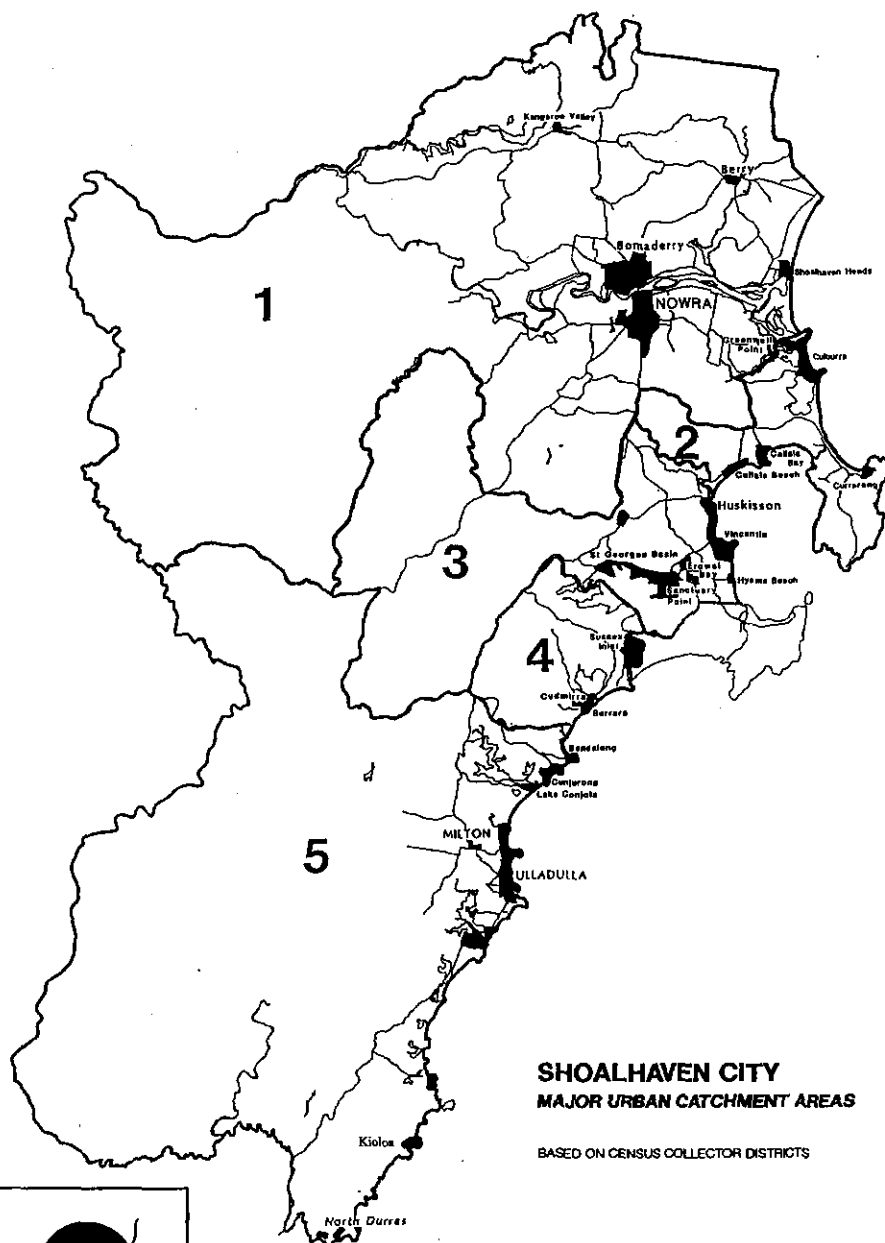 Kangaroo Valley
Berry
Bomaderry
Shoalhaven Heads
NOWRA
1
Greenwell
Point
Culburra
2
Callala
Bay
Callala Beach
Currarong
Huskisson
Vincentia
3
St Georges Basin
Erowal
Bay
Hyams Beach
Sanctuary
Point
4
Sussex
Inlet
Cudmirra
Berrara
Bendalong
Cunjurong
Lake Conjola
MILTON
5
ULLADULLA
SHOALHAVEN CITY
MAJOR URBAN CATCHMENT AREAS
BASED ON CENSUS COLLECTOR DISTRICTS
Kioloa
North Durras